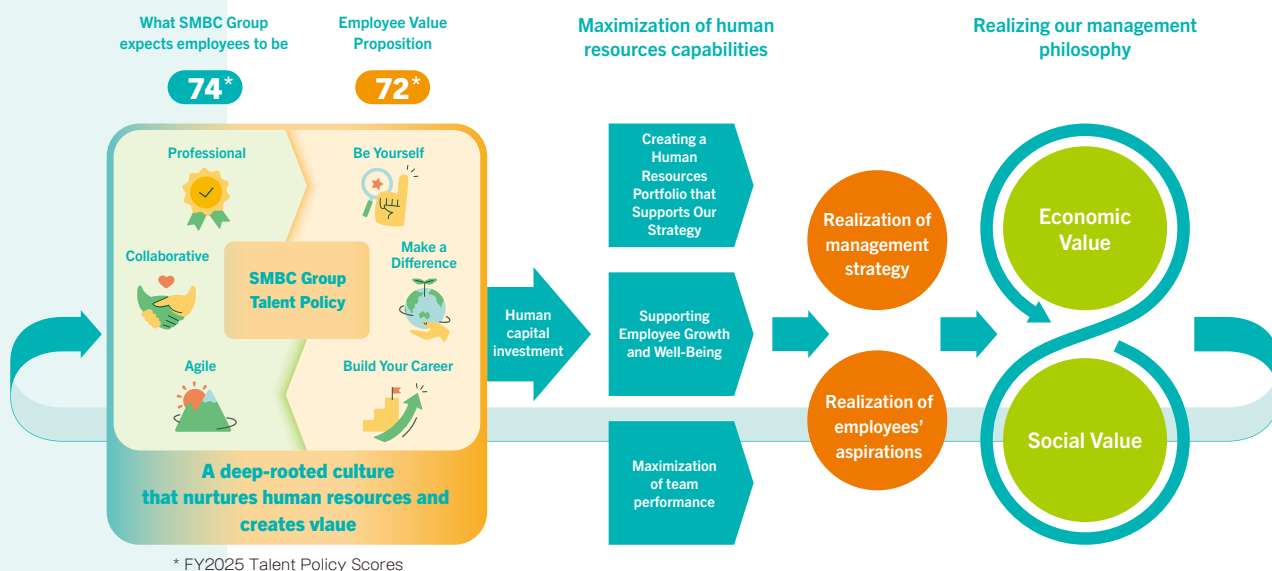 What SMBC Group
expects employees to be
74*
Employee Value
Proposition
72*
Maximization of human
resources capabilities
Realizing our management
philosophy
Professional
Collaborative
Agile
SMBC Group
Talent Policy
Be Yourself
Make a
Difference
Build Your Career
A deep-rooted culture
that nurtures human resources and
creates vlaue
* FY2025 Talent Policy Scores
Human
capital
investment
Creating a
Human
Resources
Portfolio that
Supports Our
Strategy
Supporting
Employee Growth
and Well-Being
Maximization
of team
performance
Realization of
management
strategy
Realization of
employees’
aspirations
Economic
Value
Social Value